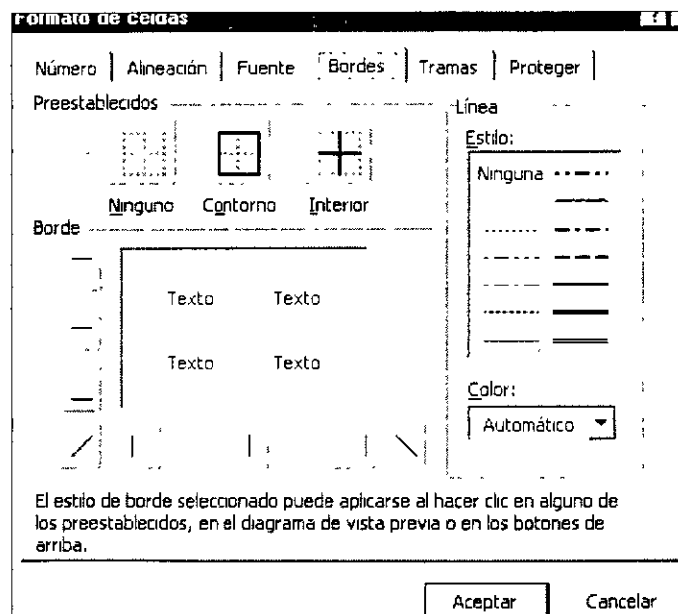 Formato de celdas
Número Alineación Fuente Bordes Tramas Proteger
Preestablecidos
Ninguno Contorno Interior
Borde
Texto Texto
Texto Texto
Línea
Estilo:
Ninguna
Color:
Automático
El estilo de borde seleccionado puede aplicarse al hacer clic en alguno de
los preestablecidos, en el diagrama de vista previa o en los botones de
arriba.
Aceptar Cancelar